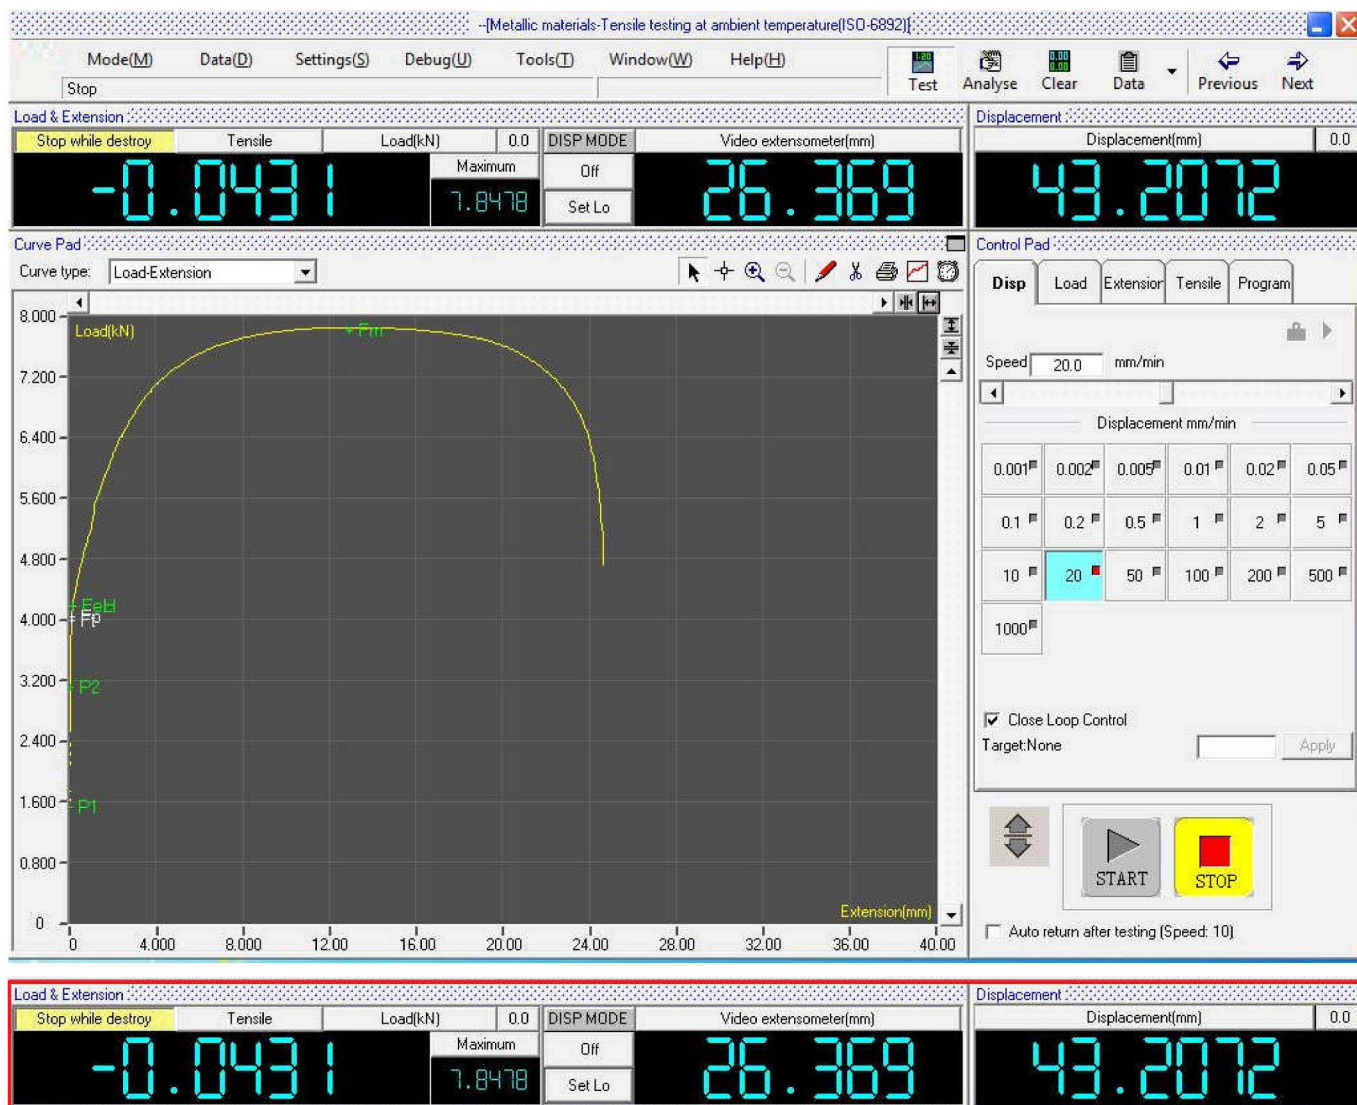 --[Metallic materials-Tensile testing at ambient temperature(ISO-6892)]
Mode(M) Data(D) Settings(S) Debug(U) Tools(T) Window(W) Help(H)
Test Analyse Clear Data Previous Next
Stop
Load & Extension
Stop while destroy Tensile Load(kN) 0.0 DISP MODE Video extensometer(mm)
-0.0431 Maximum 7.8478 Off Set Lo 26.369
Displacement
Displacement(mm) 0.0
43.2072
Curve Pad
Curve type: Load-Extension
Load(kN)
8.000
7.200
6.400
5.600
4.800
4.000
3.200
2.400
1.600
0.800
0
Fm
FeH
Fp
P2
P1
Extension(mm)
0 4.000 8.000 12.00 16.00 20.00 24.00 28.00 32.00 36.00 40.00
Control Pad
Disp Load Extension Tensile Program
Speed 20.0 mm/min
Displacement mm/min
0.001 0.002 0.005 0.01 0.02 0.05
0.1 0.2 0.5 1 2 5
10 20 50 100 200 500
1000
Close Loop Control
Target:None Apply
START STOP
Auto return after testing (Speed: 10)
Load & Extension
Stop while destroy Tensile Load(kN) 0.0 DISP MODE Video extensometer(mm)
-0.0431 Maximum 7.8478 Off Set Lo 26.369
Displacement
Displacement(mm) 0.0
43.2072